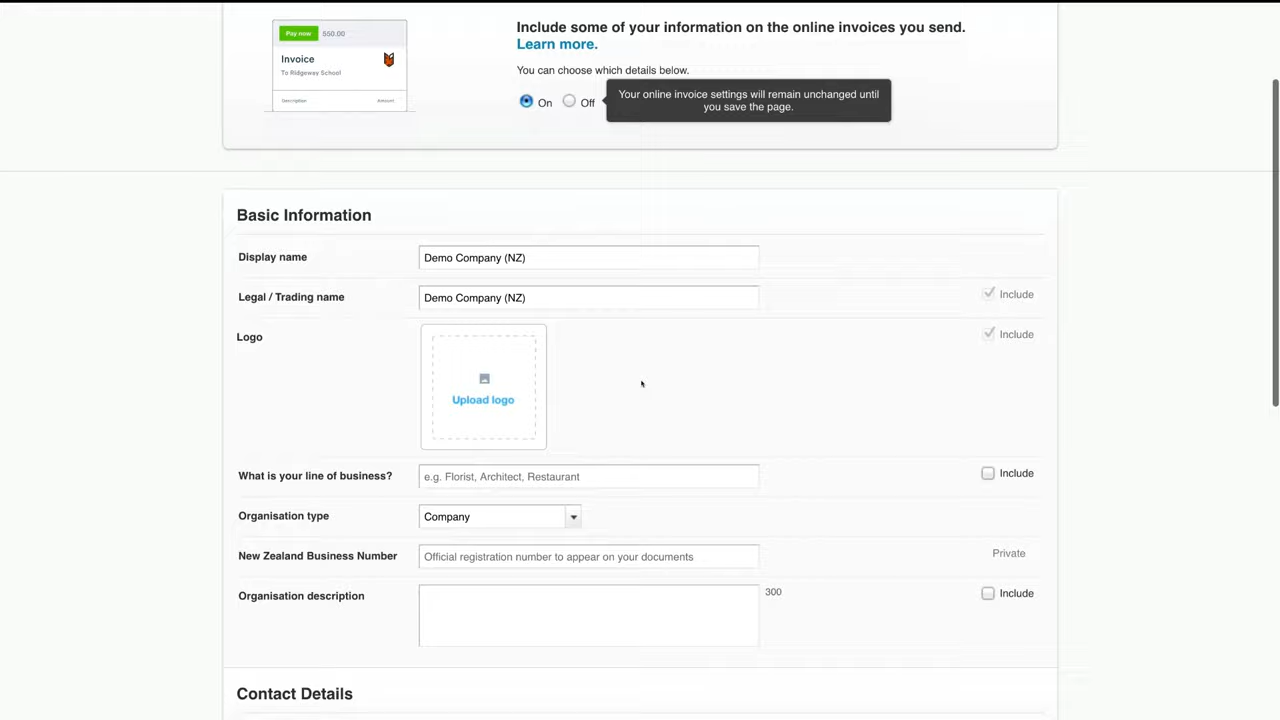 Pay now 550.00
Invoice
To Ridgeway School
Description Amount
Include some of your information on the online invoices you send.
Learn more.
You can choose which details below.
On Off
Your online invoice settings will remain unchanged until
you save the page.
Basic Information
Display name Demo Company (NZ)
Legal / Trading name Demo Company (NZ) Include
Logo Include
Upload logo
What is your line of business? e.g. Florist, Architect, Restaurant Include
Organisation type Company
New Zealand Business Number Official registration number to appear on your documents Private
Organisation description 300 Include
Contact Details